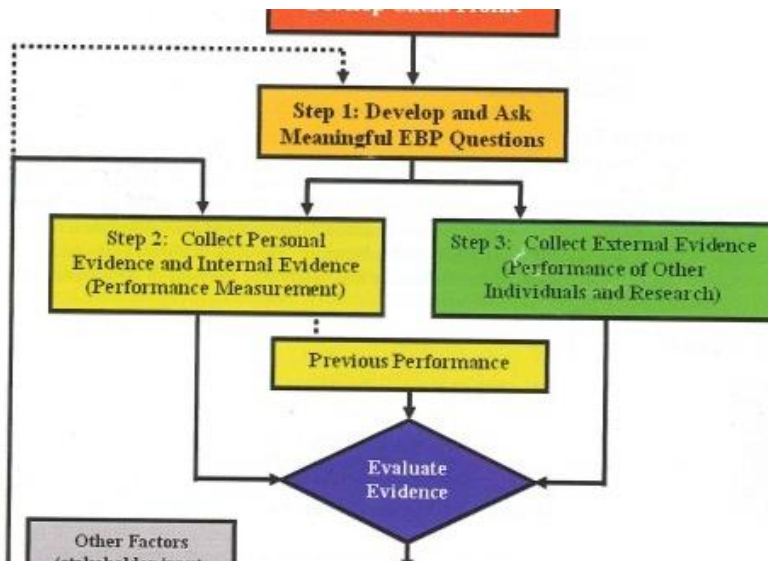 Step 1: Develop and Ask
Meaningful EBP Questions
Step 2: Collect Personal
Evidence and Internal Evidence
(Performance Measurement)
Step 3: Collect External Evidence
(Performance of Other
Individuals and Research)
Previous Performance
Evaluate
Evidence
Other Factors